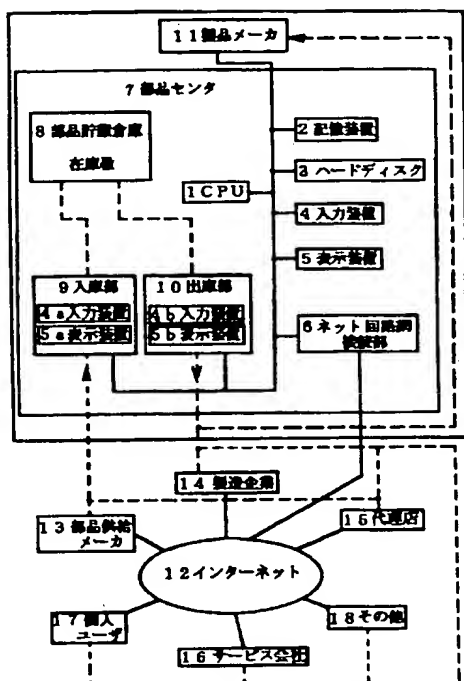 11製品メーカ
7部品センタ
8部品貯蔵倉庫
在庫量
2記憶装置
3ハードディスク
1CPU
4入力装置
5表示装置
9入庫部
4a入力装置
5a表示装置
10出庫部
4b入力装置
5b表示装置
6ネット回路網
接続部
14製造企業
13部品供給
メーカ
15代理店
12インターネット
17個人
ユーザ
18その他
16サービス会社